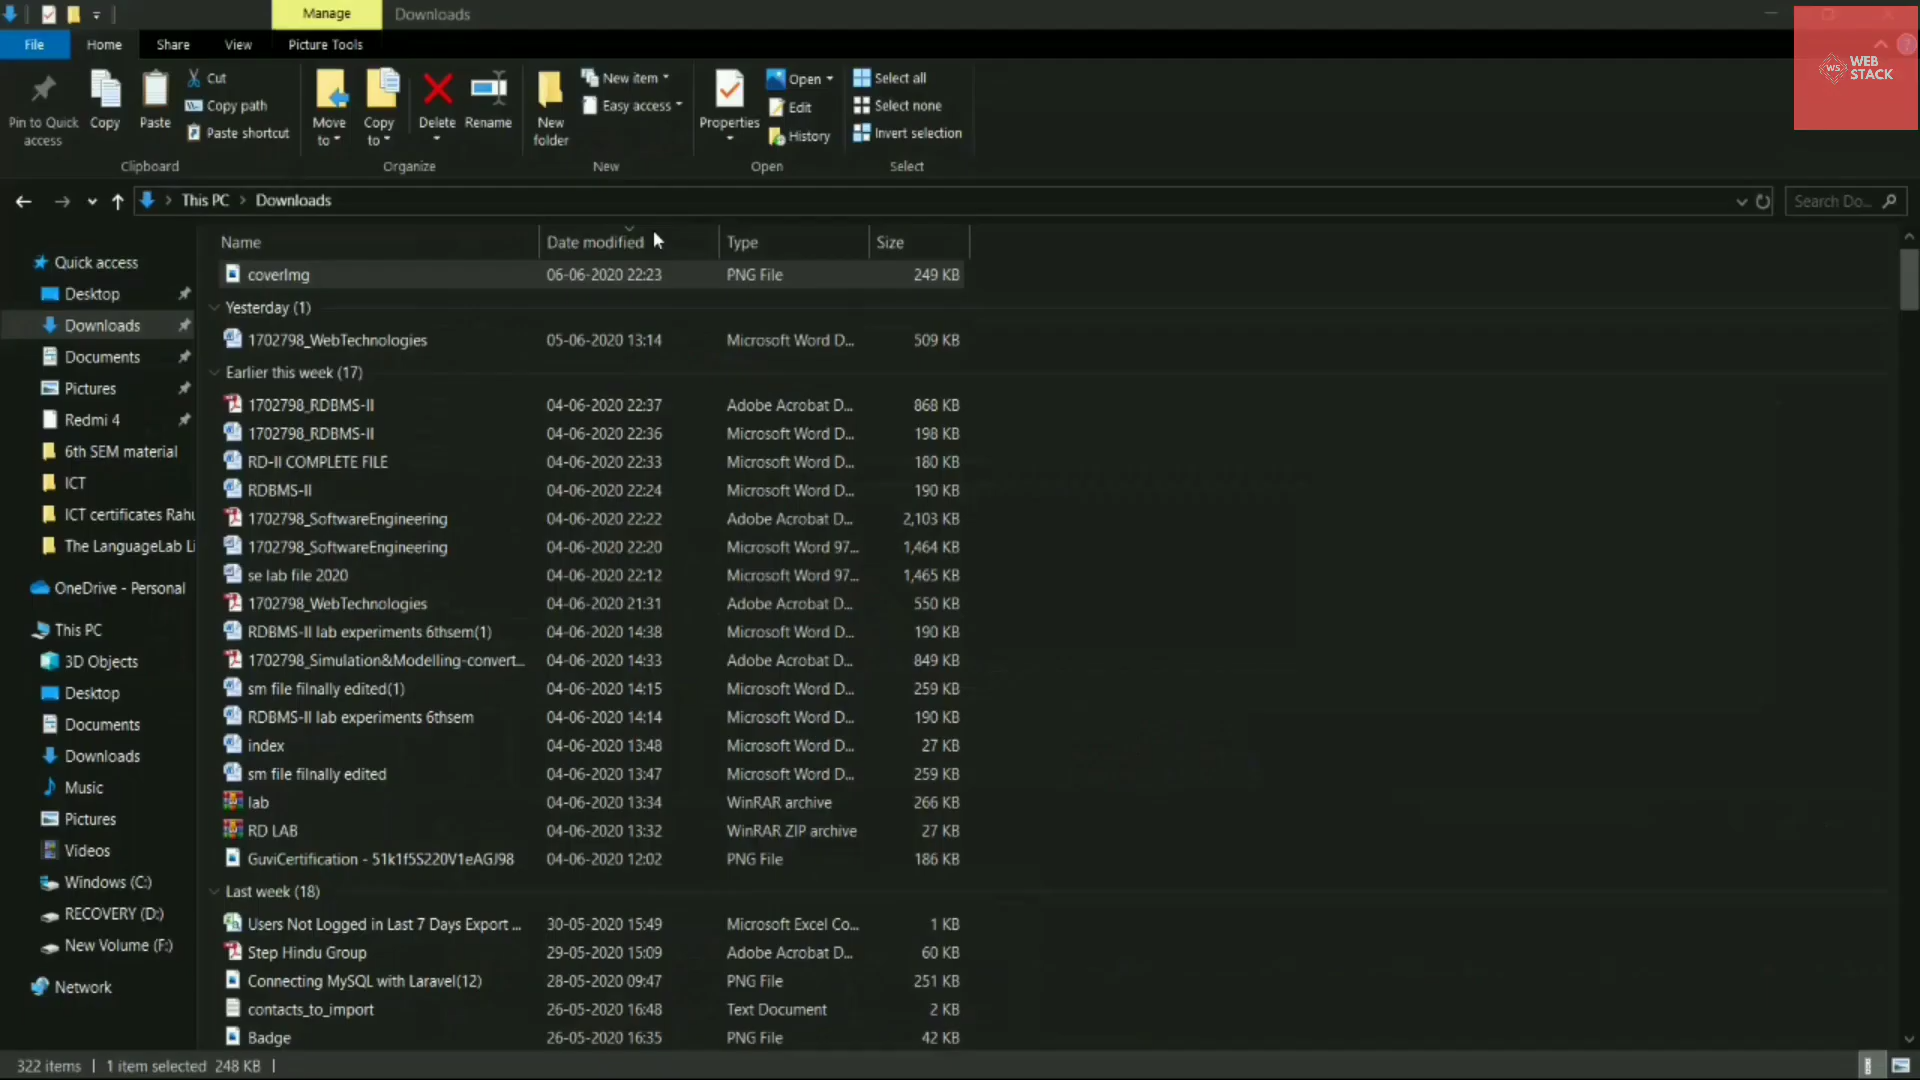 Manage Downloads
File Home Share View Picture Tools
WS WEB STACK
Pin to Quick access
Copy
Paste
Cut
Copy path
Paste shortcut
Clipboard
Move to
Copy to
Delete
Rename
Organize
New folder
New item
Easy access
New
Properties
Open
Edit
History
Open
Select all
Select none
Invert selection
Select
This PC > Downloads
Search Do...
Quick access
Desktop
Downloads
Documents
Pictures
Redmi 4
6th SEM material
ICT
ICT certificates Rahu
The LanguageLab Li
OneDrive - Personal
This PC
3D Objects
Desktop
Documents
Downloads
Music
Pictures
Videos
Windows (C:)
RECOVERY (D:)
New Volume (F:)
Network
Name Date modified Type Size
coverImg 06-06-2020 22:23 PNG File 249 KB
Yesterday (1)
1702798_WebTechnologies 05-06-2020 13:14 Microsoft Word D... 509 KB
Earlier this week (17)
1702798_RDBMS-II 04-06-2020 22:37 Adobe Acrobat D... 868 KB
1702798_RDBMS-II 04-06-2020 22:36 Microsoft Word D... 198 KB
RD-II COMPLETE FILE 04-06-2020 22:33 Microsoft Word D... 180 KB
RDBMS-II 04-06-2020 22:24 Microsoft Word D... 190 KB
1702798_SoftwareEngineering 04-06-2020 22:22 Adobe Acrobat D... 2,103 KB
1702798_SoftwareEngineering 04-06-2020 22:20 Microsoft Word 97... 1,464 KB
se lab file 2020 04-06-2020 22:12 Microsoft Word 97... 1,465 KB
1702798_WebTechnologies 04-06-2020 21:31 Adobe Acrobat D... 550 KB
RDBMS-II lab experiments 6thsem(1) 04-06-2020 14:38 Microsoft Word D... 190 KB
1702798_Simulation&Modelling-convert... 04-06-2020 14:33 Adobe Acrobat D... 849 KB
sm file filnally edited(1) 04-06-2020 14:15 Microsoft Word D... 259 KB
RDBMS-II lab experiments 6thsem 04-06-2020 14:14 Microsoft Word D... 190 KB
index 04-06-2020 13:48 Microsoft Word D... 27 KB
sm file filnally edited 04-06-2020 13:47 Microsoft Word D... 259 KB
lab 04-06-2020 13:34 WinRAR archive 266 KB
RD LAB 04-06-2020 13:32 WinRAR ZIP archive 27 KB
GuviCertification - 51k1f5S220V1eAGJ98 04-06-2020 12:02 PNG File 186 KB
Last week (18)
Users Not Logged in Last 7 Days Export ... 30-05-2020 15:49 Microsoft Excel Co... 1 KB
Step Hindu Group 29-05-2020 15:09 Adobe Acrobat D... 60 KB
Connecting MySQL with Laravel(12) 28-05-2020 09:47 PNG File 251 KB
contacts_to_import 26-05-2020 16:48 Text Document 2 KB
Badge 26-05-2020 16:35 PNG File 42 KB
322 items | 1 item selected 248 KB |